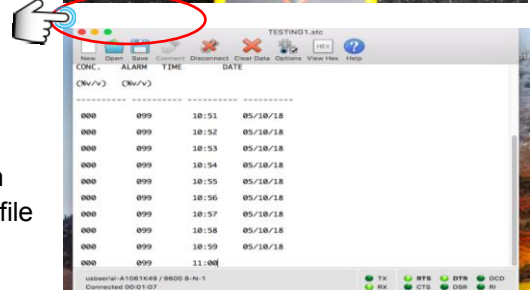 TESTING1.stc
New Open Save Connect Disconnect Clear Data Options View Hex Help
HEX
CONC. ALARM TIME DATE
(%v/v) (%v/v)
---------- ---------- ---------- ----------
000 099 10:51 05/10/18
000 099 10:52 05/10/18
000 099 10:53 05/10/18
000 099 10:54 05/10/18
000 099 10:55 05/10/18
000 099 10:56 05/10/18
000 099 10:57 05/10/18
000 099 10:58 05/10/18
000 099 10:59 05/10/18
000 099 11:00
file
usbserial-A1061K49 / 9600 8-N-1
Connected 00:01:07
TX RTS DTR DCD
RX CTS DSR RI